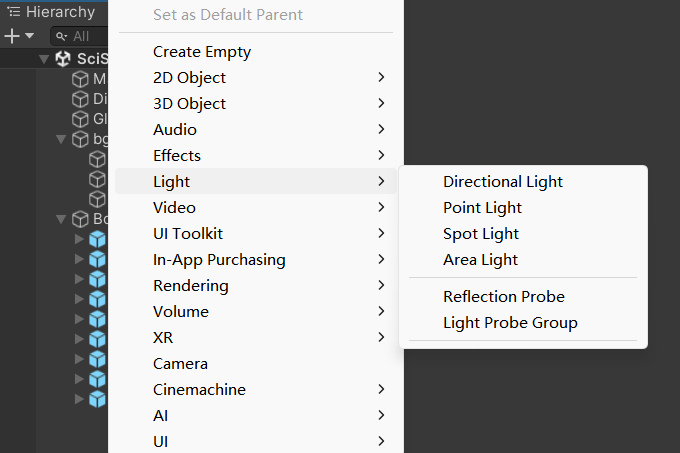 Hierarchy
All
SciS
M
Di
Gl
bg
Bo
Set as Default Parent
Create Empty
2D Object
3D Object
Audio
Effects
Light
Video
UI Toolkit
In-App Purchasing
Rendering
Volume
XR
Camera
Cinemachine
AI
UI
Directional Light
Point Light
Spot Light
Area Light
Reflection Probe
Light Probe Group